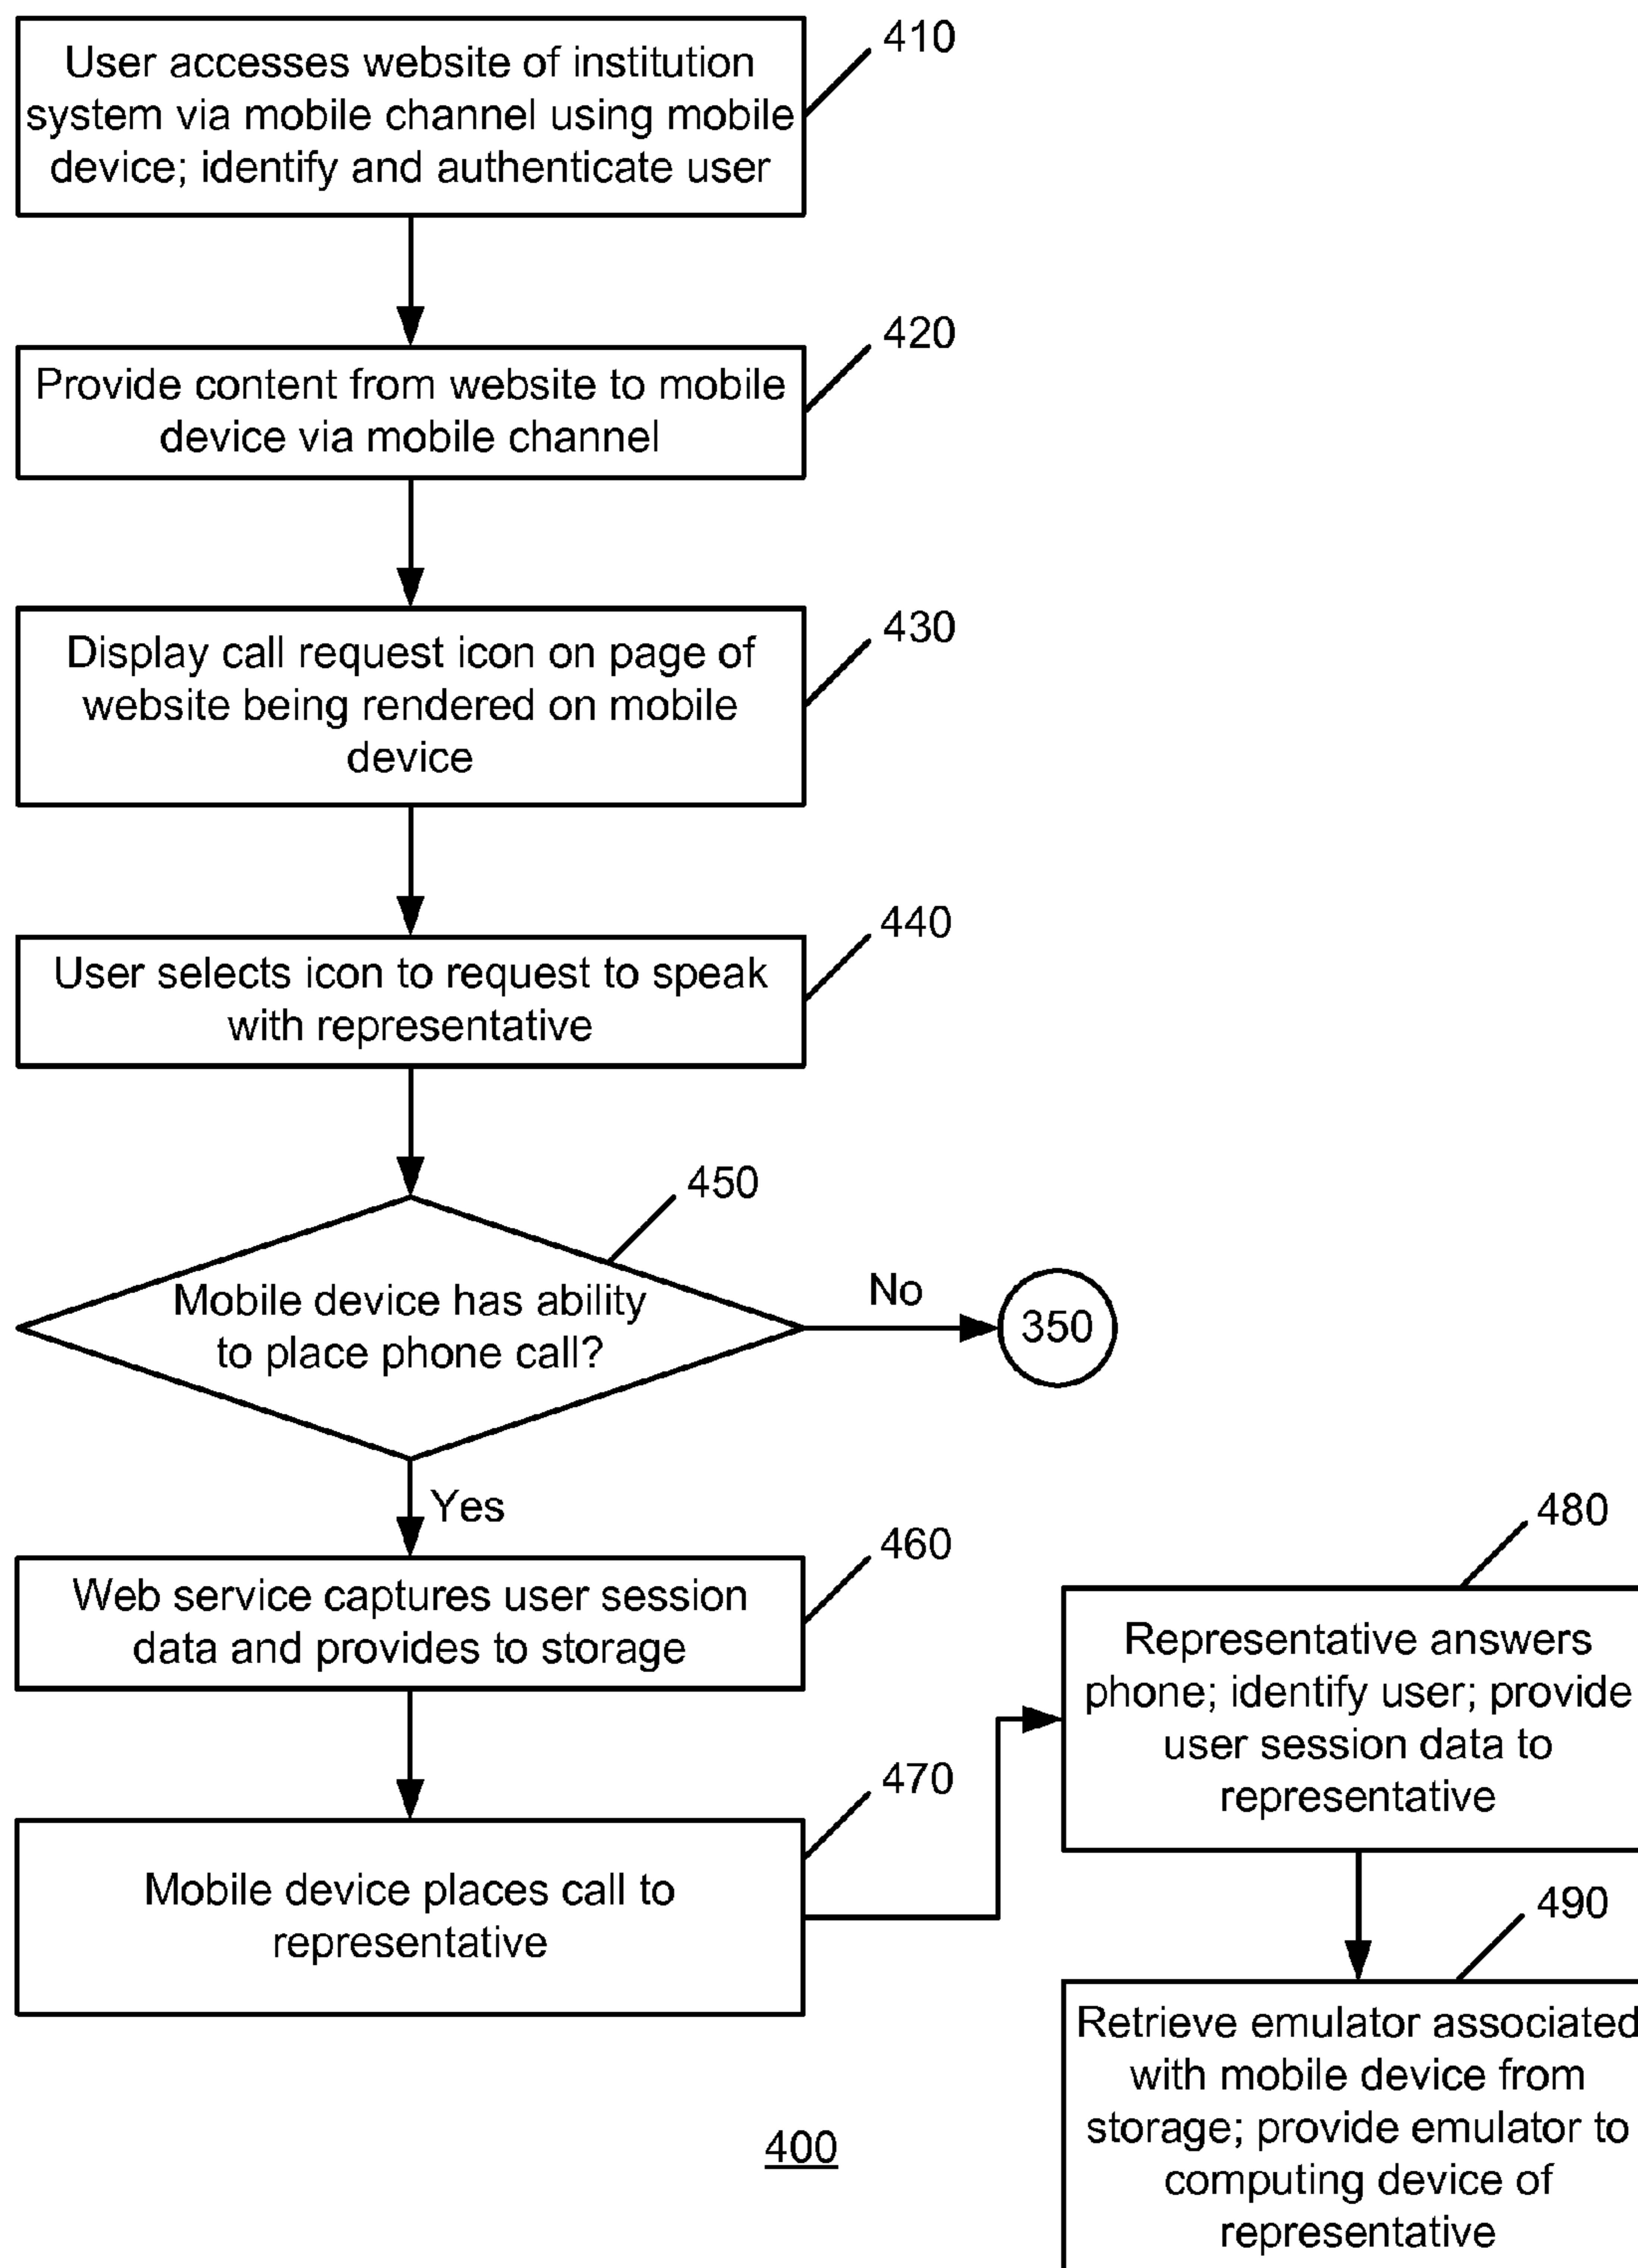 User accesses website of institution
system via mobile channel using mobile
device; identify and authenticate user
410
Provide content from website to mobile
device via mobile channel
420
Display call request icon on page of
website being rendered on mobile
device
430
User selects icon to request to speak
with representative
440
Mobile device has ability
to place phone call?
450
No
350
Yes
Web service captures user session
data and provides to storage
460
Mobile device places call to
representative
470
Representative answers
phone; identify user; provide
user session data to
representative
480
Retrieve emulator associated
with mobile device from
storage; provide emulator to
computing device of
representative
490
400